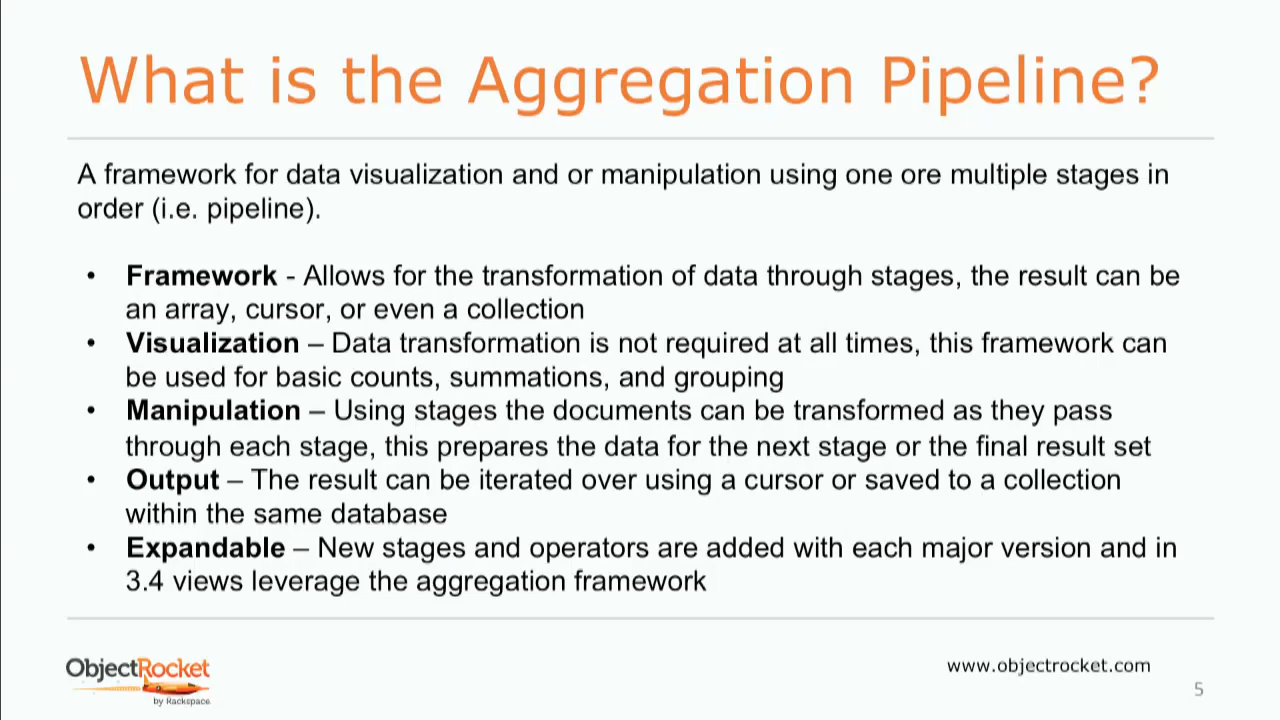 What is the Aggregation Pipeline?
A framework for data visualization and or manipulation using one ore multiple stages in
order (i.e. pipeline).
• Framework - Allows for the transformation of data through stages, the result can be
an array, cursor, or even a collection
• Visualization – Data transformation is not required at all times, this framework can
be used for basic counts, summations, and grouping
• Manipulation – Using stages the documents can be transformed as they pass
through each stage, this prepares the data for the next stage or the final result set
• Output – The result can be iterated over using a cursor or saved to a collection
within the same database
• Expandable – New stages and operators are added with each major version and in
3.4 views leverage the aggregation framework
ObjectRocket
by Rackspace
www.objectrocket.com
5